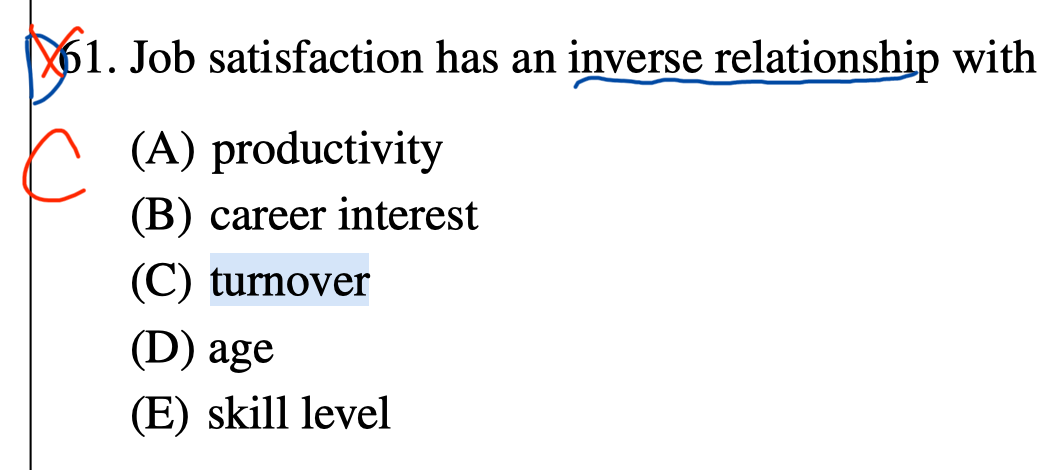 D 61. Job satisfaction has an inverse relationship with
C (A) productivity
(B) career interest
(C) turnover
(D) age
(E) skill level